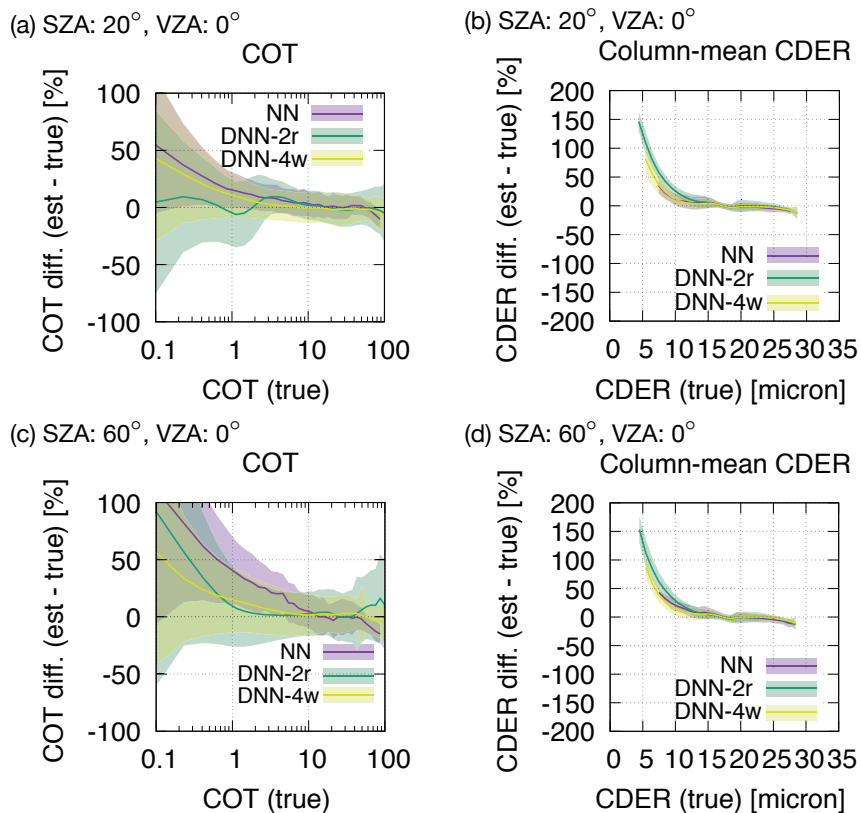 (a) SZA: 20°, VZA: 0°
COT
COT diff. (est - true) [%]
100
50
0
-50
-100
NN
DNN-2r
DNN-4w
0.1 1 10 100
COT (true)
(b) SZA: 20°, VZA: 0°
Column-mean CDER
CDER diff. (est - true) [%]
200
150
100
50
0
-50
-100
-150
-200
NN
DNN-2r
DNN-4w
0 5 10 15 20 25 30 35
CDER (true) [micron]
(c) SZA: 60°, VZA: 0°
COT
COT diff. (est - true) [%]
100
50
0
-50
-100
NN
DNN-2r
DNN-4w
0.1 1 10 100
COT (true)
(d) SZA: 60°, VZA: 0°
Column-mean CDER
CDER diff. (est - true) [%]
200
150
100
50
0
-50
-100
-150
-200
NN
DNN-2r
DNN-4w
0 5 10 15 20 25 30 35
CDER (true) [micron]